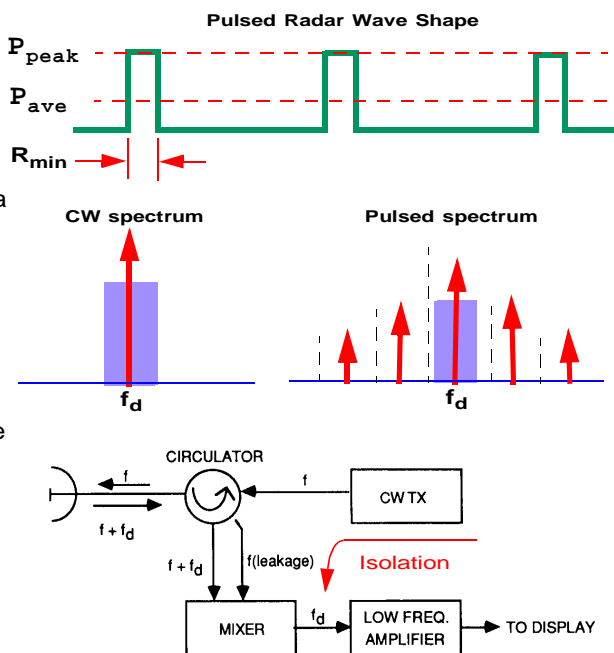 Pulsed Radar Wave Shape
Ppeak
Pave
Rmin
a
CW spectrum Pulsed spectrum
fd fd
e
CIRCULATOR
f f CW TX
f + fd
f + fd f(leakage) Isolation
MIXER fd LOW FREQ. AMPLIFIER TO DISPLAY